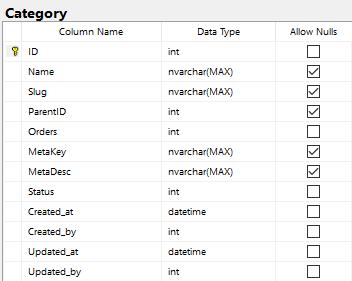 Category
Column Name Data Type Allow Nulls
ID int
Name nvarchar(MAX)
Slug nvarchar(MAX)
ParentID int
Orders int
MetaKey nvarchar(MAX)
MetaDesc nvarchar(MAX)
Status int
Created_at datetime
Created_by int
Updated_at datetime
Updated_by int